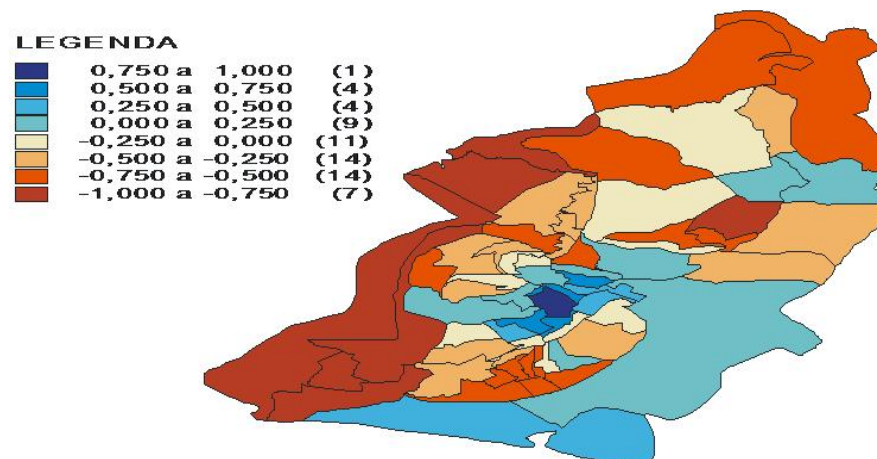 LEGENDA
0,750 a 1,000 (1)
0,500 a 0,750 (4)
0,250 a 0,500 (4)
0,000 a 0,250 (9)
-0,250 a 0,000 (11)
-0,500 a -0,250 (14)
-0,750 a -0,500 (14)
-1,000 a -0,750 (7)